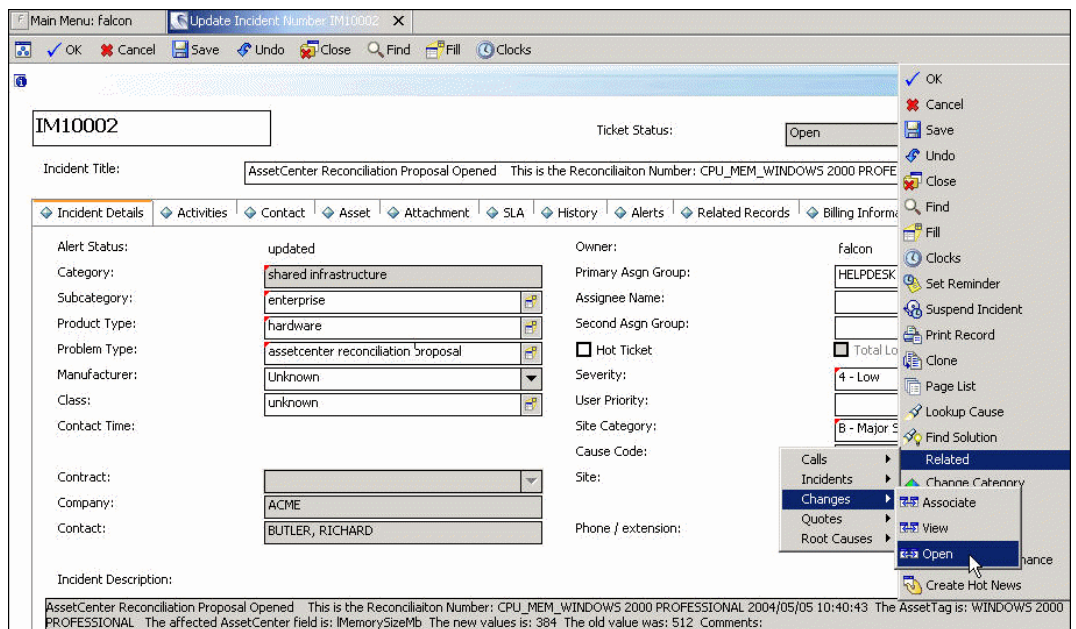 Main Menu: falcon
Update Incident Number IM10002
OK Cancel Save Undo Close Find Fill Clocks
IM10002
Ticket Status: Open
Incident Title: AssetCenter Reconciliation Proposal Opened This is the Reconciliaiton Number: CPU_MEM_WINDOWS 2000 PROFE
Incident Details Activities Contact Asset Attachment SLA History Alerts Related Records Billing Informa
Alert Status: updated
Category: shared infrastructure
Subcategory: enterprise
Product Type: hardware
Problem Type: assetcenter reconciliation proposal
Manufacturer: Unknown
Class: unknown
Contact Time:
Contract:
Company: ACME
Contact: BUTLER, RICHARD
Owner: falcon
Primary Asgn Group: HELPDESK
Assignee Name:
Second Asgn Group:
Hot Ticket Total Lo
Severity: 4 - Low
User Priority:
Site Category: B - Major S
Cause Code:
Site:
Phone / extension:
OK
Cancel
Save
Undo
Close
Find
Fill
Clocks
Set Reminder
Suspend Incident
Print Record
Clone
Page List
Lookup Cause
Find Solution
Related
Change Category
nance
Create Hot News
Calls
Incidents
Changes
Quotes
Root Causes
Associate
View
Open
Incident Description:
AssetCenter Reconciliation Proposal Opened This is the Reconciliaiton Number: CPU_MEM_WINDOWS 2000 PROFESSIONAL 2004/05/05 10:40:43 The AssetTag is: WINDOWS 2000
PROFESSIONAL The affected AssetCenter field is: lMemorySizeMb The new values is: 384 The old value was: 512 Comments: